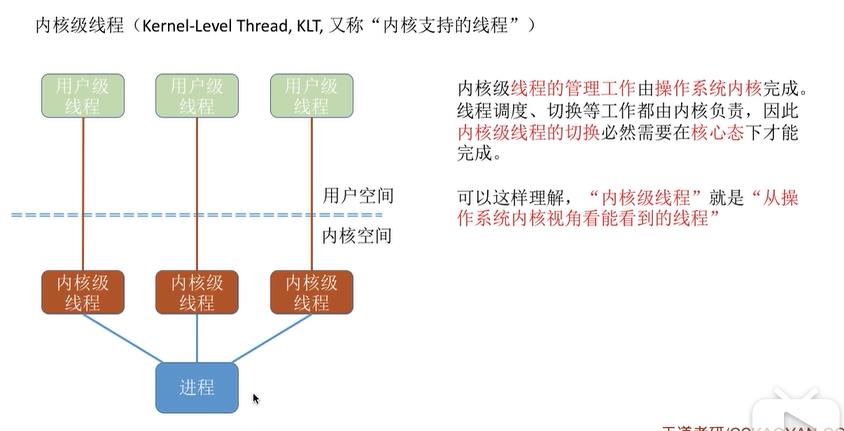 内核级线程（Kernel-Level Thread, KLT, 又称“内核支持的线程”）
用户级
线程
用户级
线程
用户级
线程
用户空间
内核空间
内核级
线程
内核级
线程
内核级
线程
进程
内核级线程的管理工作由操作系统内核完成。
线程调度、切换等工作都由内核负责，因此
内核级线程的切换必然需要在核心态下才能
完成。
可以这样理解，“内核级线程”就是“从操
作系统内核视角看能看到的线程”